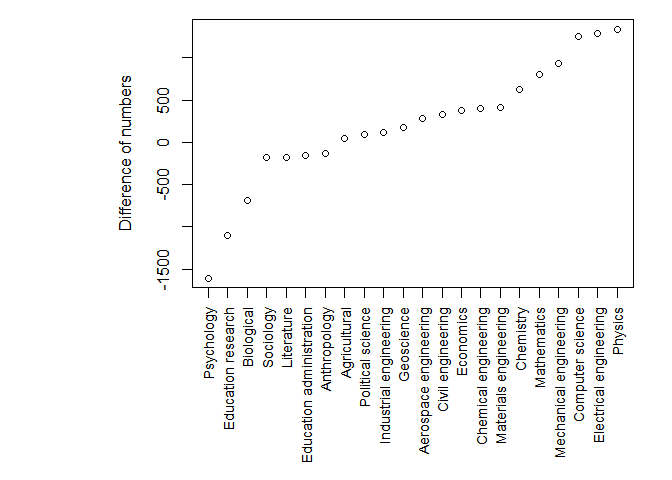 Difference of numbers
500
0
-500
-1500
Psychology
Education research
Biological
Sociology
Literature
Education administration
Anthropology
Agricultural
Political science
Industrial engineering
Geoscience
Aerospace engineering
Civil engineering
Economics
Chemical engineering
Materials engineering
Chemistry
Mathematics
Mechanical engineering
Computer science
Electrical engineering
Physics